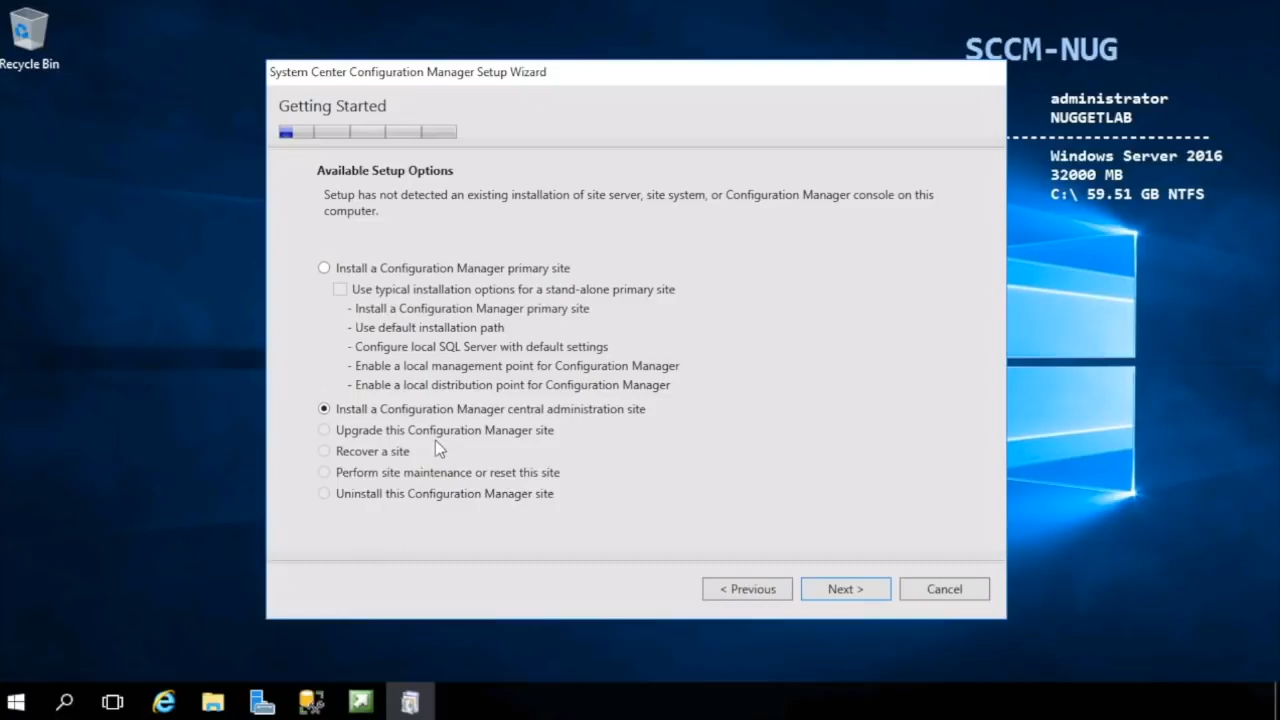 Recycle Bin
SCCM-NUG
administrator
NUGGETLAB
Windows Server 2016
32000 MB
C:\ 59.51 GB NTFS
System Center Configuration Manager Setup Wizard
Getting Started
Available Setup Options
Setup has not detected an existing installation of site server, site system, or Configuration Manager console on this
computer.
Install a Configuration Manager primary site
Use typical installation options for a stand-alone primary site
- Install a Configuration Manager primary site
- Use default installation path
- Configure local SQL Server with default settings
- Enable a local management point for Configuration Manager
- Enable a local distribution point for Configuration Manager
Install a Configuration Manager central administration site
Upgrade this Configuration Manager site
Recover a site
Perform site maintenance or reset this site
Uninstall this Configuration Manager site
< Previous
Next >
Cancel